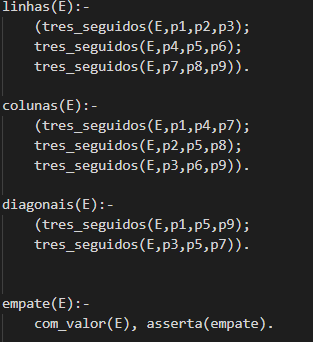 linhas(E):-
(tres_seguidos(E,p1,p2,p3);
tres_seguidos(E,p4,p5,p6);
tres_seguidos(E,p7,p8,p9)).
colunas(E):-
(tres_seguidos(E,p1,p4,p7);
tres_seguidos(E,p2,p5,p8);
tres_seguidos(E,p3,p6,p9)).
diagonais(E):-
(tres_seguidos(E,p1,p5,p9);
tres_seguidos(E,p3,p5,p7)).
empate(E):-
com_valor(E), asserta(empate).